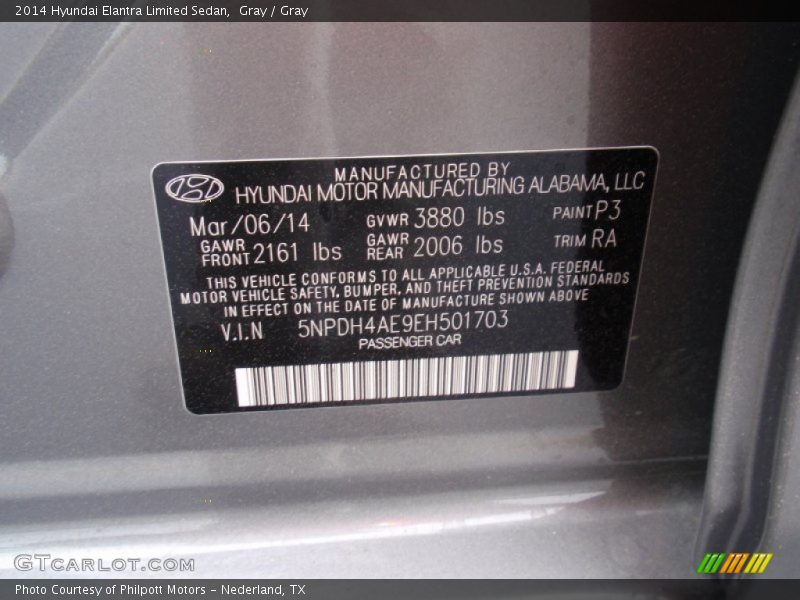 2014 Hyundai Elantra Limited Sedan, Gray / Gray
MANUFACTURED BY
HYUNDAI MOTOR MANUFACTURING ALABAMA, LLC
Mar/06/14 GVWR 3880 lbs PAINT P3
GAWR FRONT 2161 lbs GAWR REAR 2006 lbs TRIM RA
THIS VEHICLE CONFORMS TO ALL APPLICABLE U.S.A. FEDERAL
MOTOR VEHICLE SAFETY, BUMPER, AND THEFT PREVENTION STANDARDS
IN EFFECT ON THE DATE OF MANUFACTURE SHOWN ABOVE
V.I.N 5NPDH4AE9EH501703
PASSENGER CAR
GTCARLOT.COM
Photo Courtesy of Philpott Motors - Nederland, TX